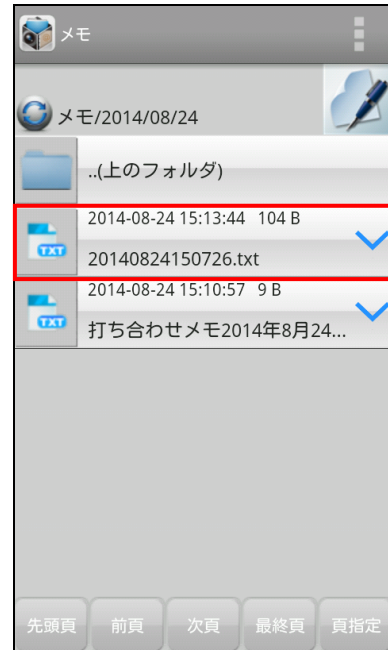 メモ
メモ/2014/08/24
..(上のフォルダ)
2014-08-24 15:13:44 104 B
TXT
20140824150726.txt
2014-08-24 15:10:57 9 B
TXT
打ち合わせメモ2014年8月24...
先頭頁 前頁 次頁 最終頁 頁指定